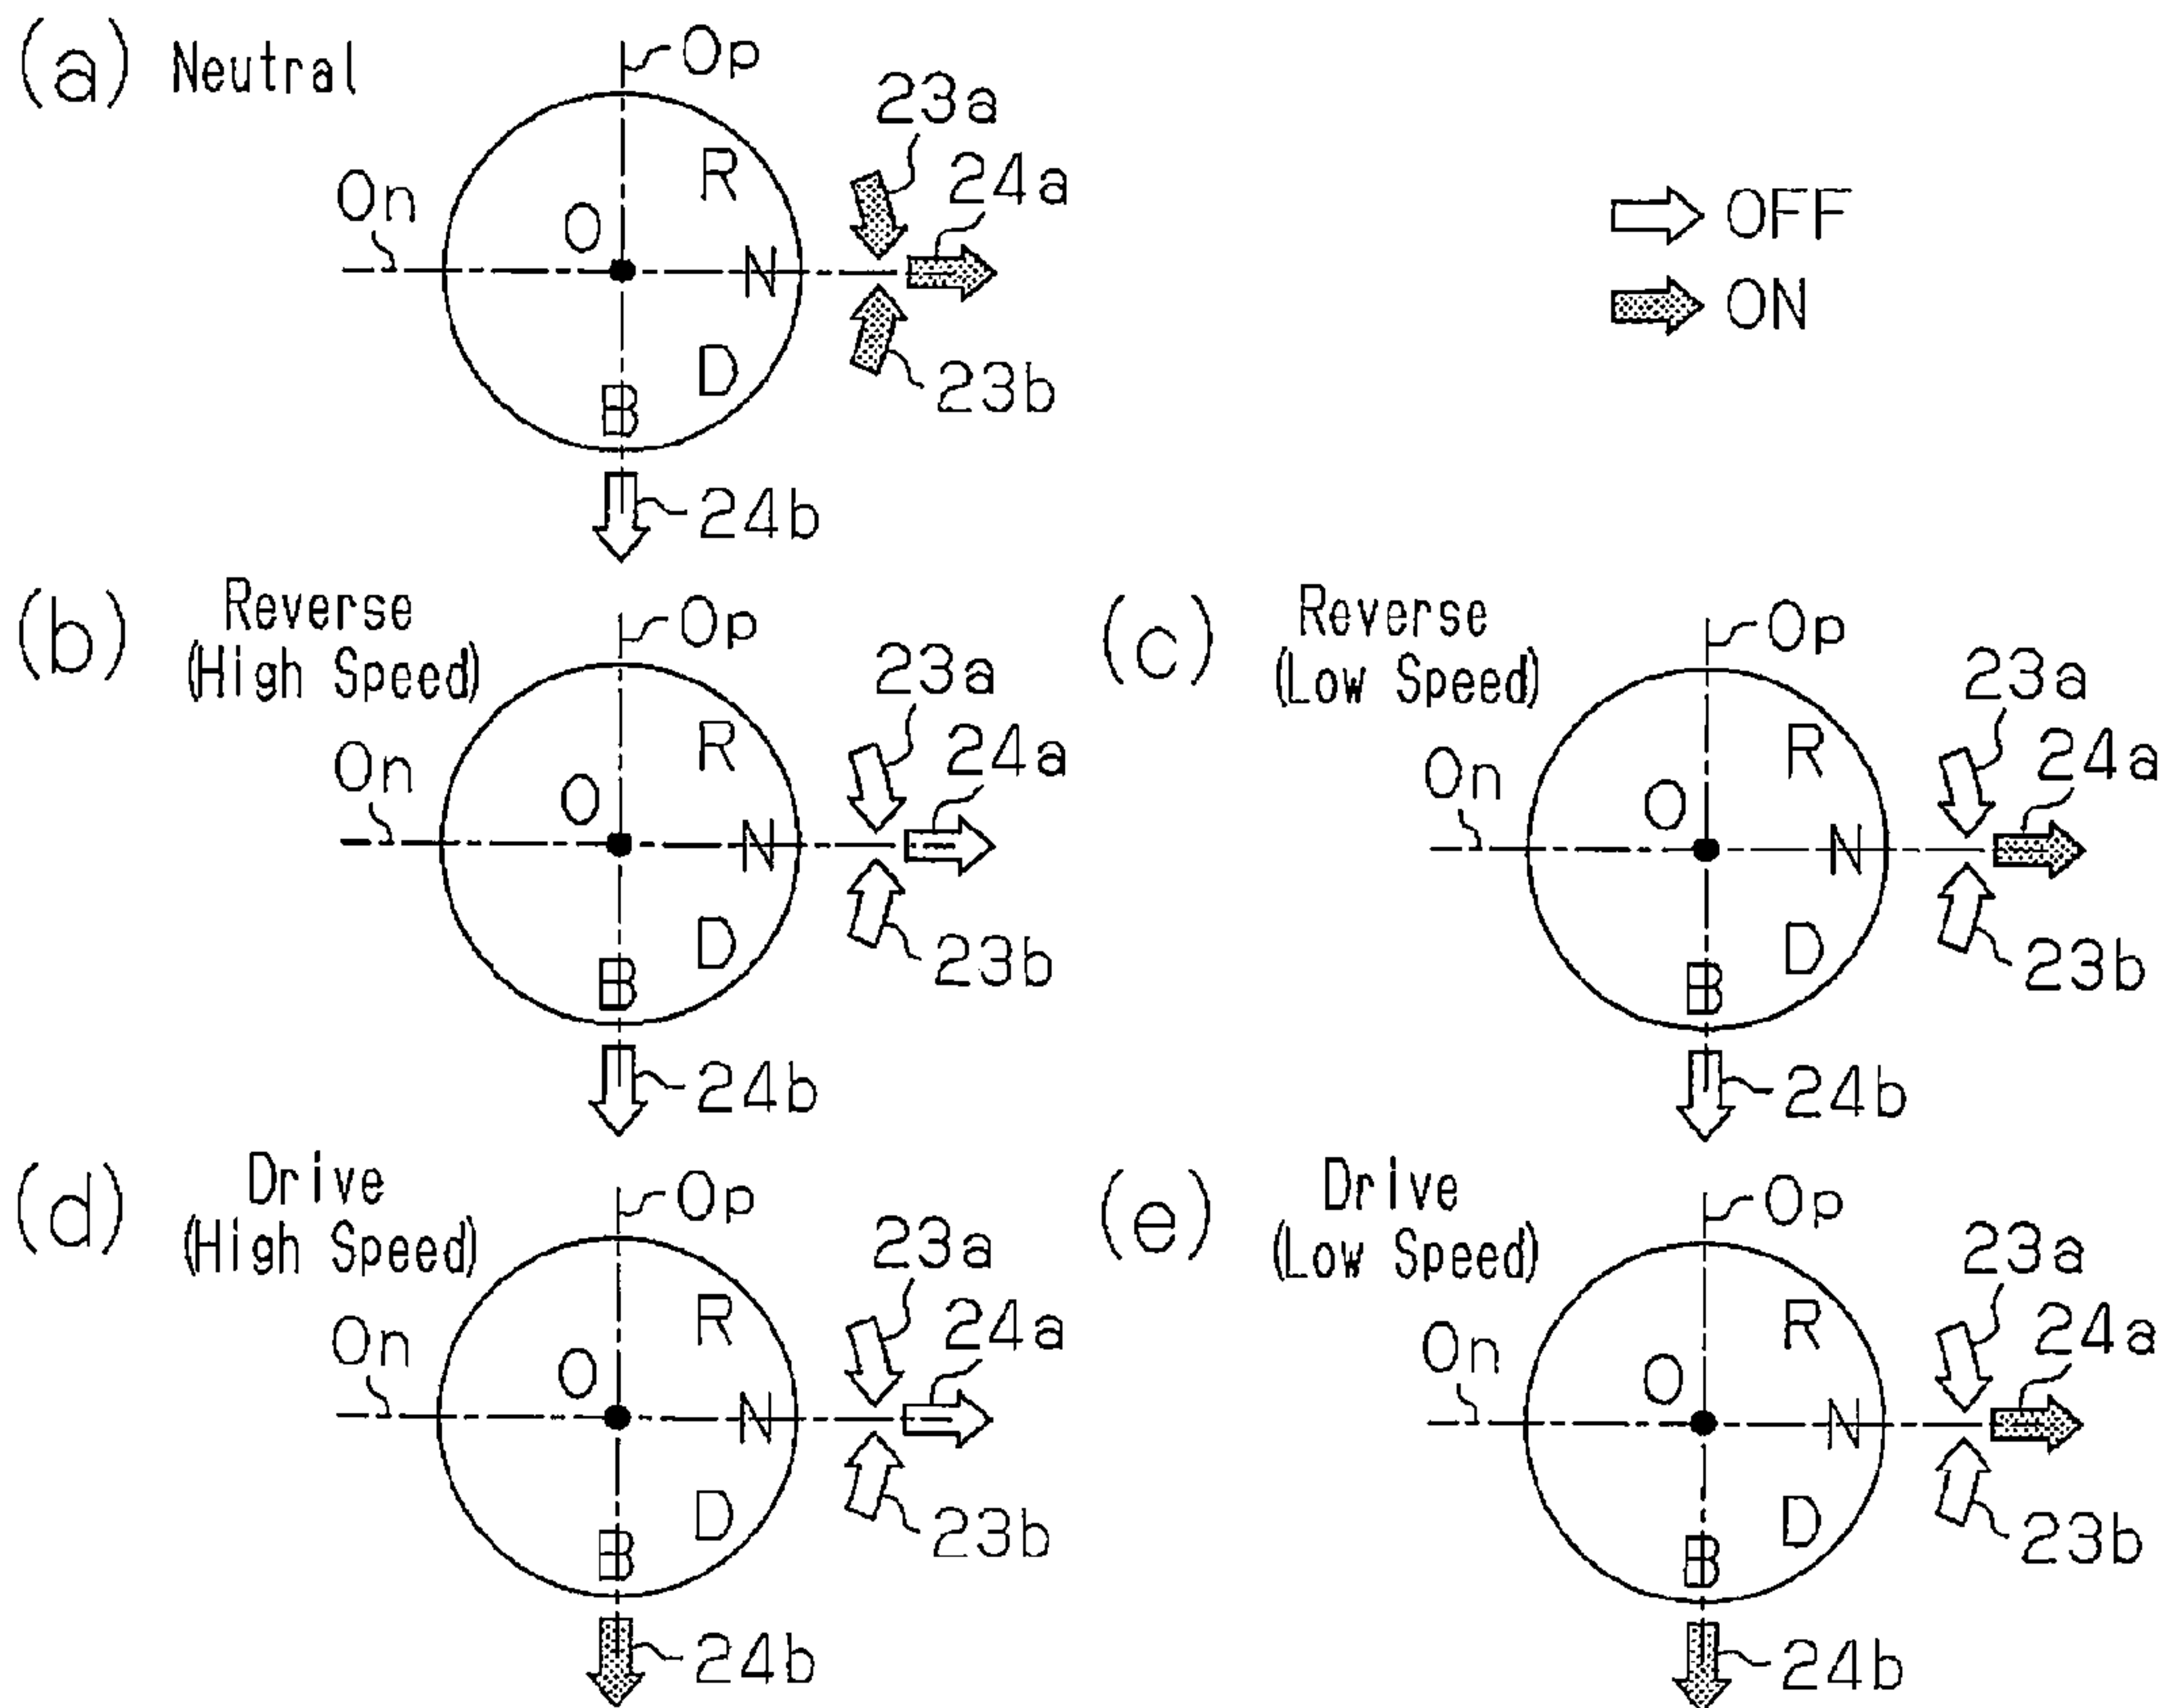 (a) Neutral
Op
23a
24a
On
O
R
N
D
B
23b
24b
OFF
ON
(b) Reverse
(High Speed)
Op
23a
24a
On
O
R
N
D
B
23b
24b
(c) Reverse
(Low Speed)
Op
23a
24a
On
O
R
N
D
B
23b
24b
(d) Drive
(High Speed)
Op
23a
24a
On
O
R
N
D
B
23b
24b
(e) Drive
(Low Speed)
Op
23a
24a
On
O
R
N
D
B
23b
24b